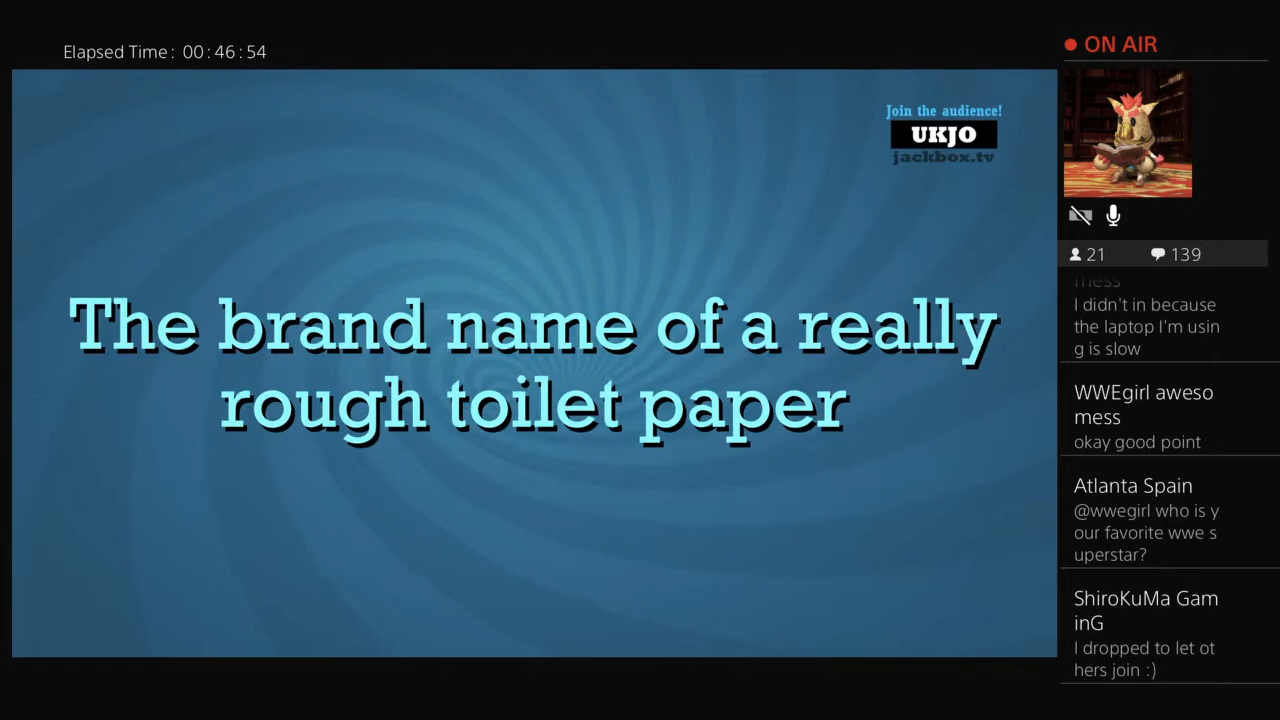 Elapsed Time: 00:46:54
ON AIR
Join the audience!
UKJO
jackbox.tv
The brand name of a really
rough toilet paper
21 139
mess
I didn't in because
the laptop I'm usin
g is slow
WWEgirl aweso
mess
okay good point
Atlanta Spain
@wwegirl who is y
our favorite wwe s
uperstar?
ShiroKuMa Gam
inG
I dropped to let ot
hers join :)